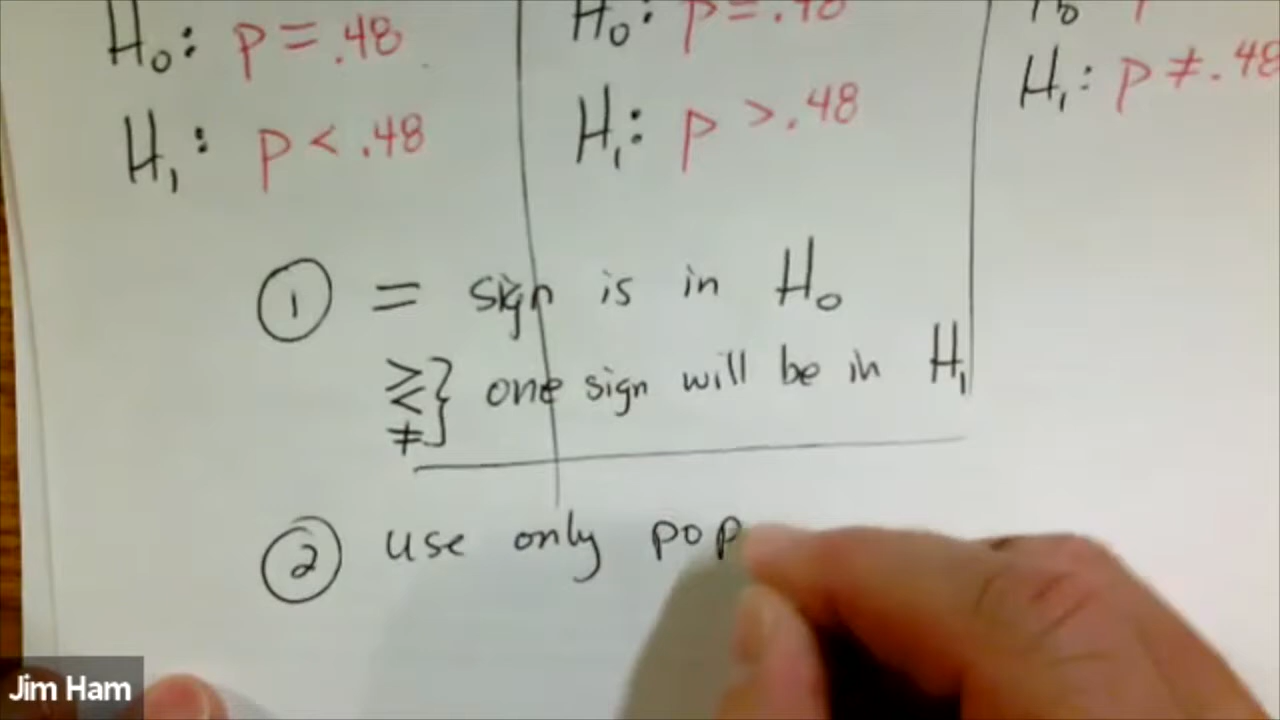 H₀: p = .48
H₁: p < .48
H₀: p = .48
H₁: p > .48
H₁: p ≠ .48
① = sign is in H₀
> < ≠ } one sign will be in H₁
② use only pop
Jim Ham